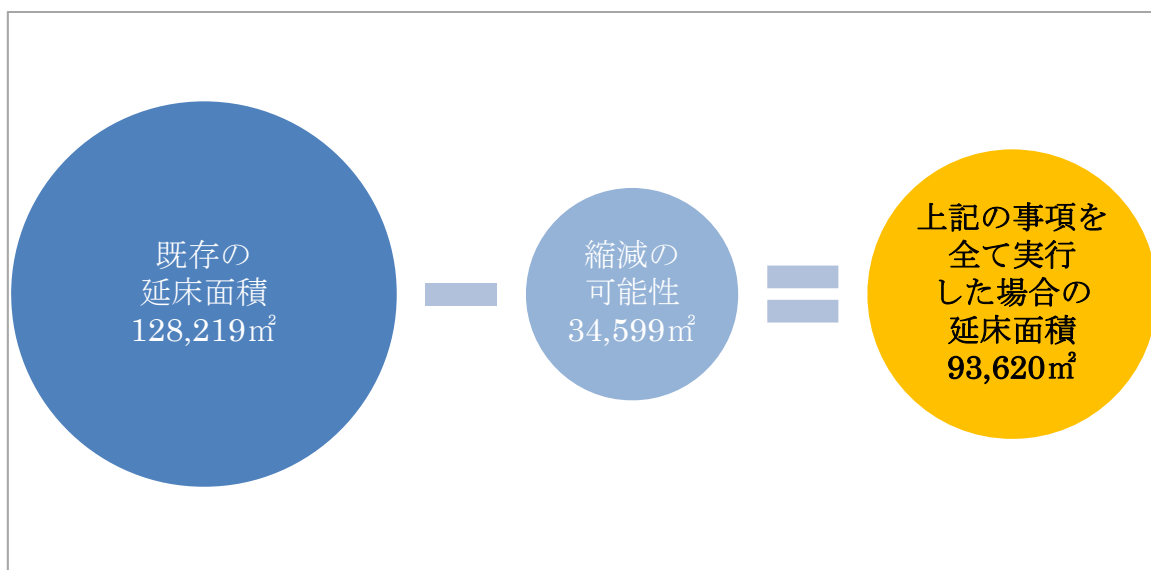 既存の
延床面積
128,219㎡
縮減の
可能性
34,599㎡
上記の事項を
全て実行
した場合の
延床面積
93,620㎡